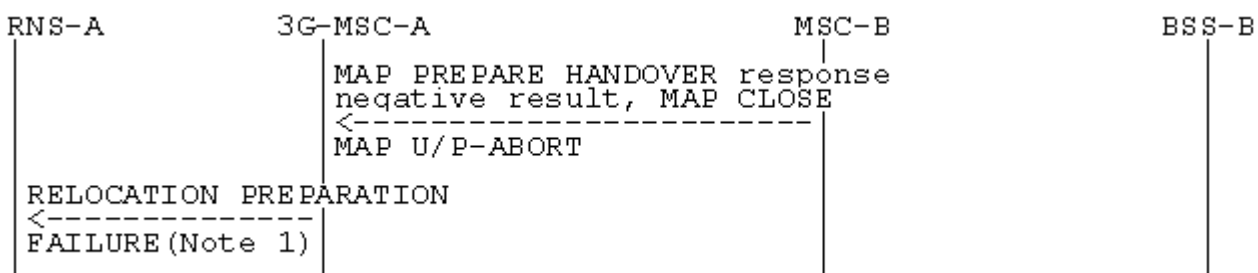 RNS-A 3G-MSC-A MSC-B BSS-B
MAP PREPARE HANDOVER response
negative result, MAP CLOSE
MAP U/P-ABORT
RELOCATION PREPARATION
FAILURE(Note 1)